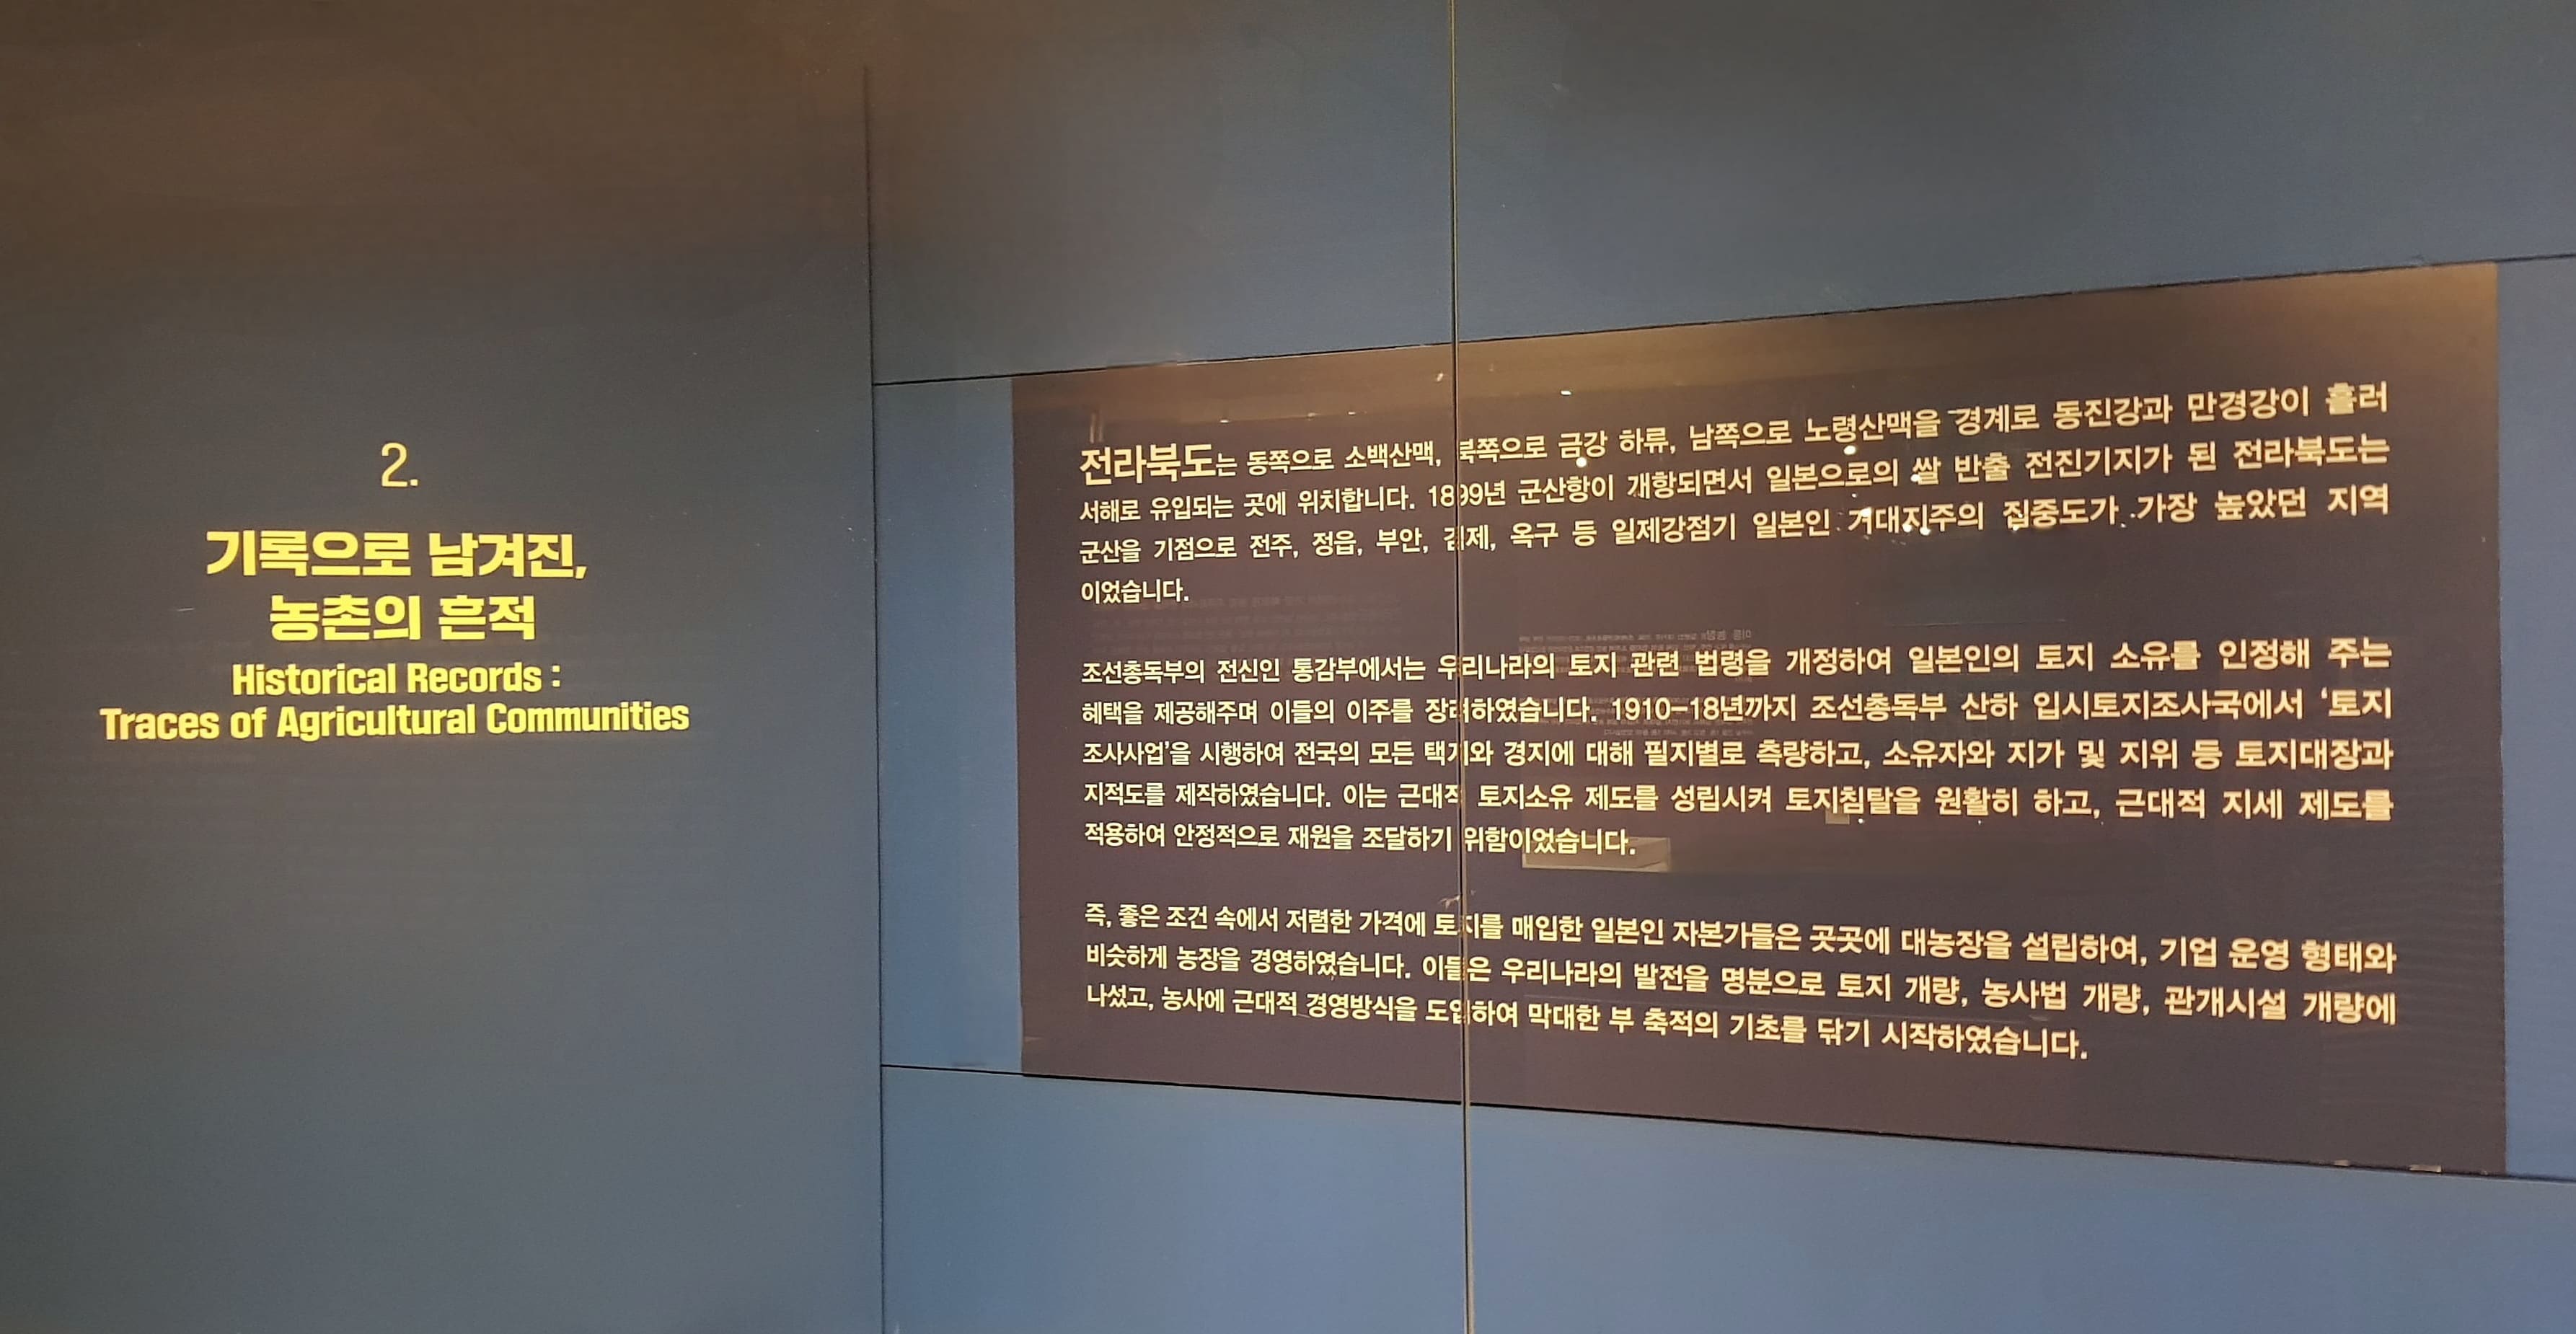 2.
기록으로 남겨진,
농촌의 흔적
Historical Records :
Traces of Agricultural Communities
전라북도는 동쪽으로 소백산맥, 북쪽으로 금강 하류, 남쪽으로 노령산맥을 경계로 동진강과 만경강이 흘러
서해로 유입되는 곳에 위치합니다. 1899년 군산항이 개항되면서 일본으로의 쌀 반출 전진기지가 된 전라북도는
군산을 기점으로 전주, 정읍, 부안, 김제, 옥구 등 일제강점기 일본인 거대지주의 집중도가 가장 높았던 지역
이었습니다.
조선총독부의 전신인 통감부에서는 우리나라의 토지 관련 법령을 개정하여 일본인의 토지 소유를 인정해 주는
혜택을 제공해주며 이들의 이주를 장려하였습니다. 1910–18년까지 조선총독부 산하 입시토지조사국에서 ‘토지
조사사업’을 시행하여 전국의 모든 택지와 경지에 대해 필지별로 측량하고, 소유자와 지가 및 지위 등 토지대장과
지적도를 제작하였습니다. 이는 근대적 토지소유 제도를 성립시켜 토지침탈을 원활히 하고, 근대적 지세 제도를
적용하여 안정적으로 재원을 조달하기 위함이었습니다.
즉, 좋은 조건 속에서 저렴한 가격에 토지를 매입한 일본인 자본가들은 곳곳에 대농장을 설립하여, 기업 운영 형태와
비슷하게 농장을 경영하였습니다. 이들은 우리나라의 발전을 명분으로 토지 개량, 농사법 개량, 관개시설 개량에
나섰고, 농사에 근대적 경영방식을 도입하여 막대한 부 축적의 기초를 닦기 시작하였습니다.